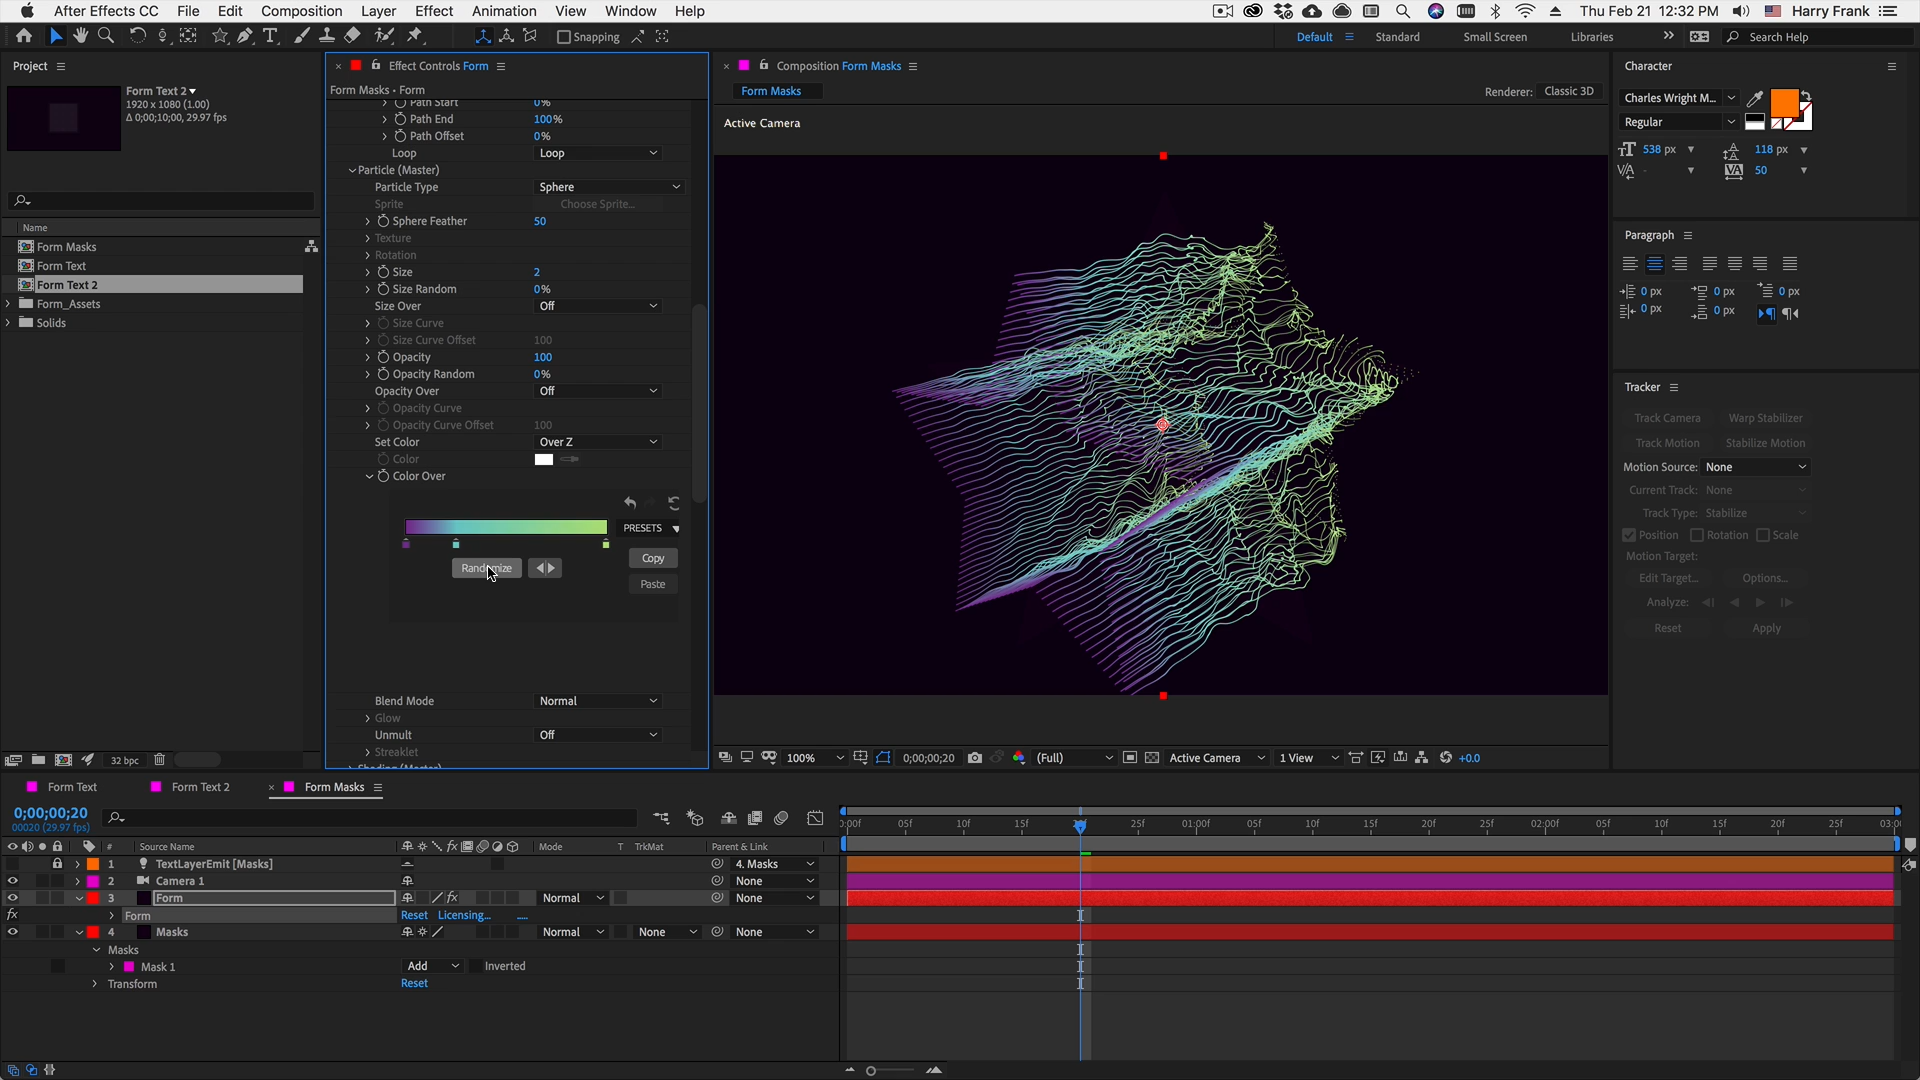 After Effects CC File Edit Composition Layer Effect Animation View Window Help
Thu Feb 21 12:32 PM Harry Frank
Snapping
Default Standard Small Screen Libraries
Search Help
Project
Form Text 2
1920 x 1080 (1.00)
Δ 0;00;10;00, 29.97 fps
Name
Form Masks
Form Text
Form Text 2
Form_Assets
Solids
32 bpc
Effect Controls Form
Form Masks • Form
Path Start 0%
Path End 100%
Path Offset 0%
Loop Loop
Particle (Master)
Particle Type Sphere
Sprite Choose Sprite...
Sphere Feather 50
Texture
Rotation
Size 2
Size Random 0%
Size Over Off
Size Curve
Size Curve Offset 100
Opacity 100
Opacity Random 0%
Opacity Over Off
Opacity Curve
Opacity Curve Offset 100
Set Color Over Z
Color
Color Over
PRESETS
Copy
Randomize
Paste
Blend Mode Normal
Glow
Unmult Off
Streaklet
Shading (Master)
Composition Form Masks
Form Masks
Renderer: Classic 3D
Active Camera
100% 0;00;00;20 (Full) Active Camera 1 View +0.0
Character
Charles Wright M...
Regular
538 px 118 px
- 50
Paragraph
0 px 0 px 0 px
0 px 0 px
Tracker
Track Camera Warp Stabilizer
Track Motion Stabilize Motion
Motion Source: None
Current Track: None
Track Type: Stabilize
Position Rotation Scale
Motion Target:
Edit Target... Options...
Analyze:
Reset Apply
Form Text Form Text 2 Form Masks
0;00;00;20
00020 (29.97 fps)
0:00f 05f 10f 15f 20f 25f 01:00f 05f 10f 15f 20f 25f 02:00f 05f 10f 15f 20f 25f 03:0
# Source Name Mode T TrkMat Parent & Link
1 TextLayerEmit [Masks] 4. Masks
2 Camera 1 None
3 Form Normal None
fx Form Reset Licensing... .....
4 Masks Normal None None
Masks
Mask 1 Add Inverted
Transform Reset